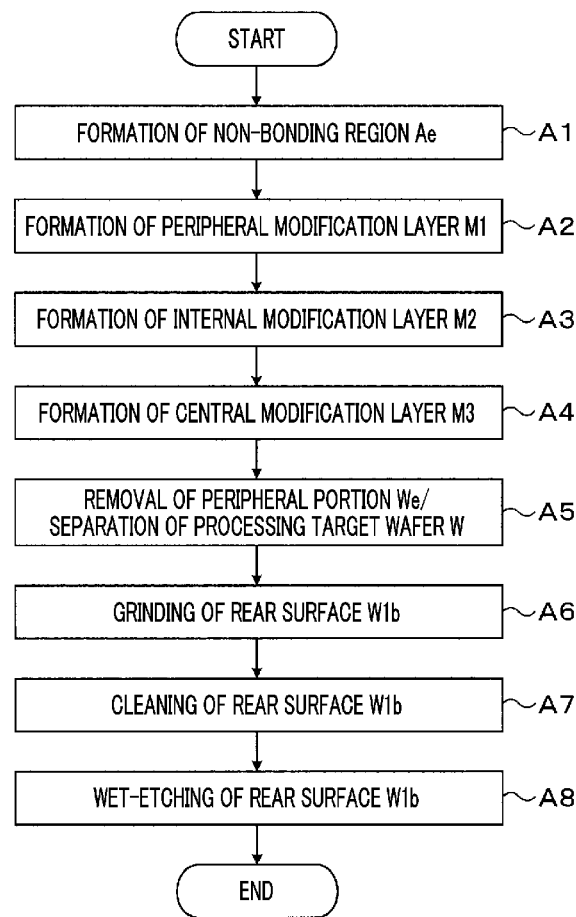 START
FORMATION OF NON-BONDING REGION Ae
A1
FORMATION OF PERIPHERAL MODIFICATION LAYER M1
A2
FORMATION OF INTERNAL MODIFICATION LAYER M2
A3
FORMATION OF CENTRAL MODIFICATION LAYER M3
A4
REMOVAL OF PERIPHERAL PORTION We/
SEPARATION OF PROCESSING TARGET WAFER W
A5
GRINDING OF REAR SURFACE W1b
A6
CLEANING OF REAR SURFACE W1b
A7
WET-ETCHING OF REAR SURFACE W1b
A8
END